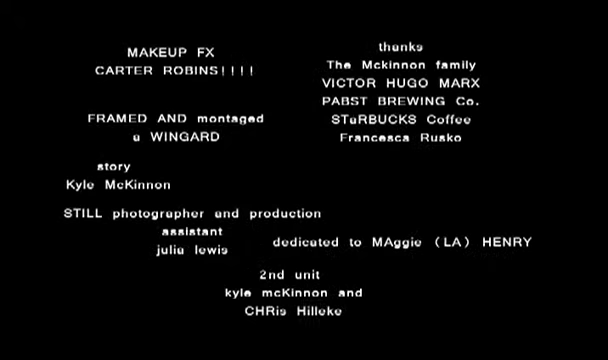 MAKEUP FX
CARTER ROBINS!!!!
thanks
The Mckinnon family
VICTOR HUGO MARX
PABST BREWING Co.
STaRBUCKS Coffee
Francesca Rusko
FRAMED AND montaged
a WINGARD
story
Kyle McKinnon
STILL photographer and production
assistant
julia lewis
dedicated to MAggie (LA) HENRY
2nd unit
kyle mcKinnon and
CHRis Hilleke